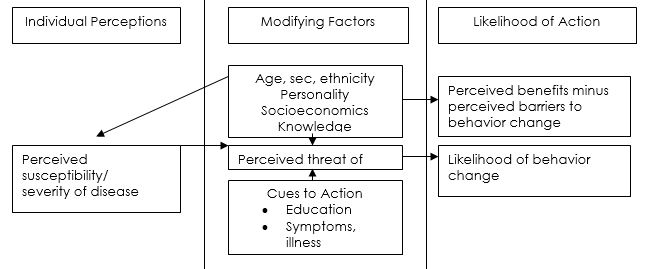 Individual Perceptions
Modifying Factors
Likelihood of Action
Age, sec, ethnicity
Personality
Socioeconomics
Knowledge
Perceived benefits minus
perceived barriers to
behavior change
Perceived
susceptibility/
severity of disease
Perceived threat of
Likelihood of behavior
change
Cues to Action
• Education
• Symptoms,
illness